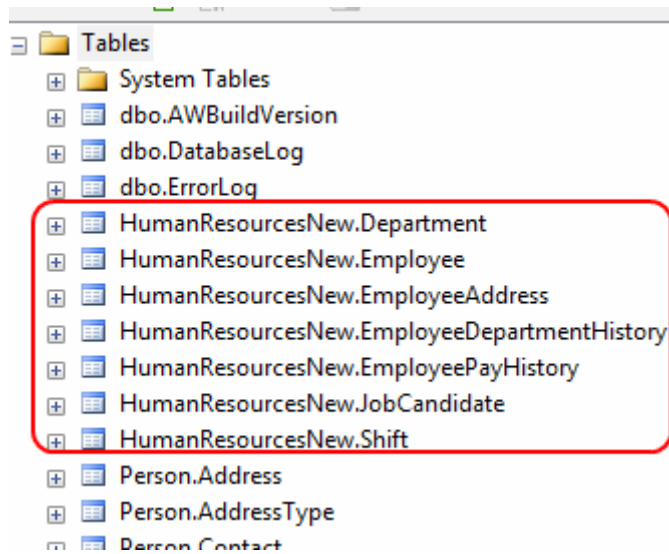 Tables
System Tables
dbo.AWBuildVersion
dbo.DatabaseLog
dbo.ErrorLog
HumanResourcesNew.Department
HumanResourcesNew.Employee
HumanResourcesNew.EmployeeAddress
HumanResourcesNew.EmployeeDepartmentHistory
HumanResourcesNew.EmployeePayHistory
HumanResourcesNew.JobCandidate
HumanResourcesNew.Shift
Person.Address
Person.AddressType
Person.Contact